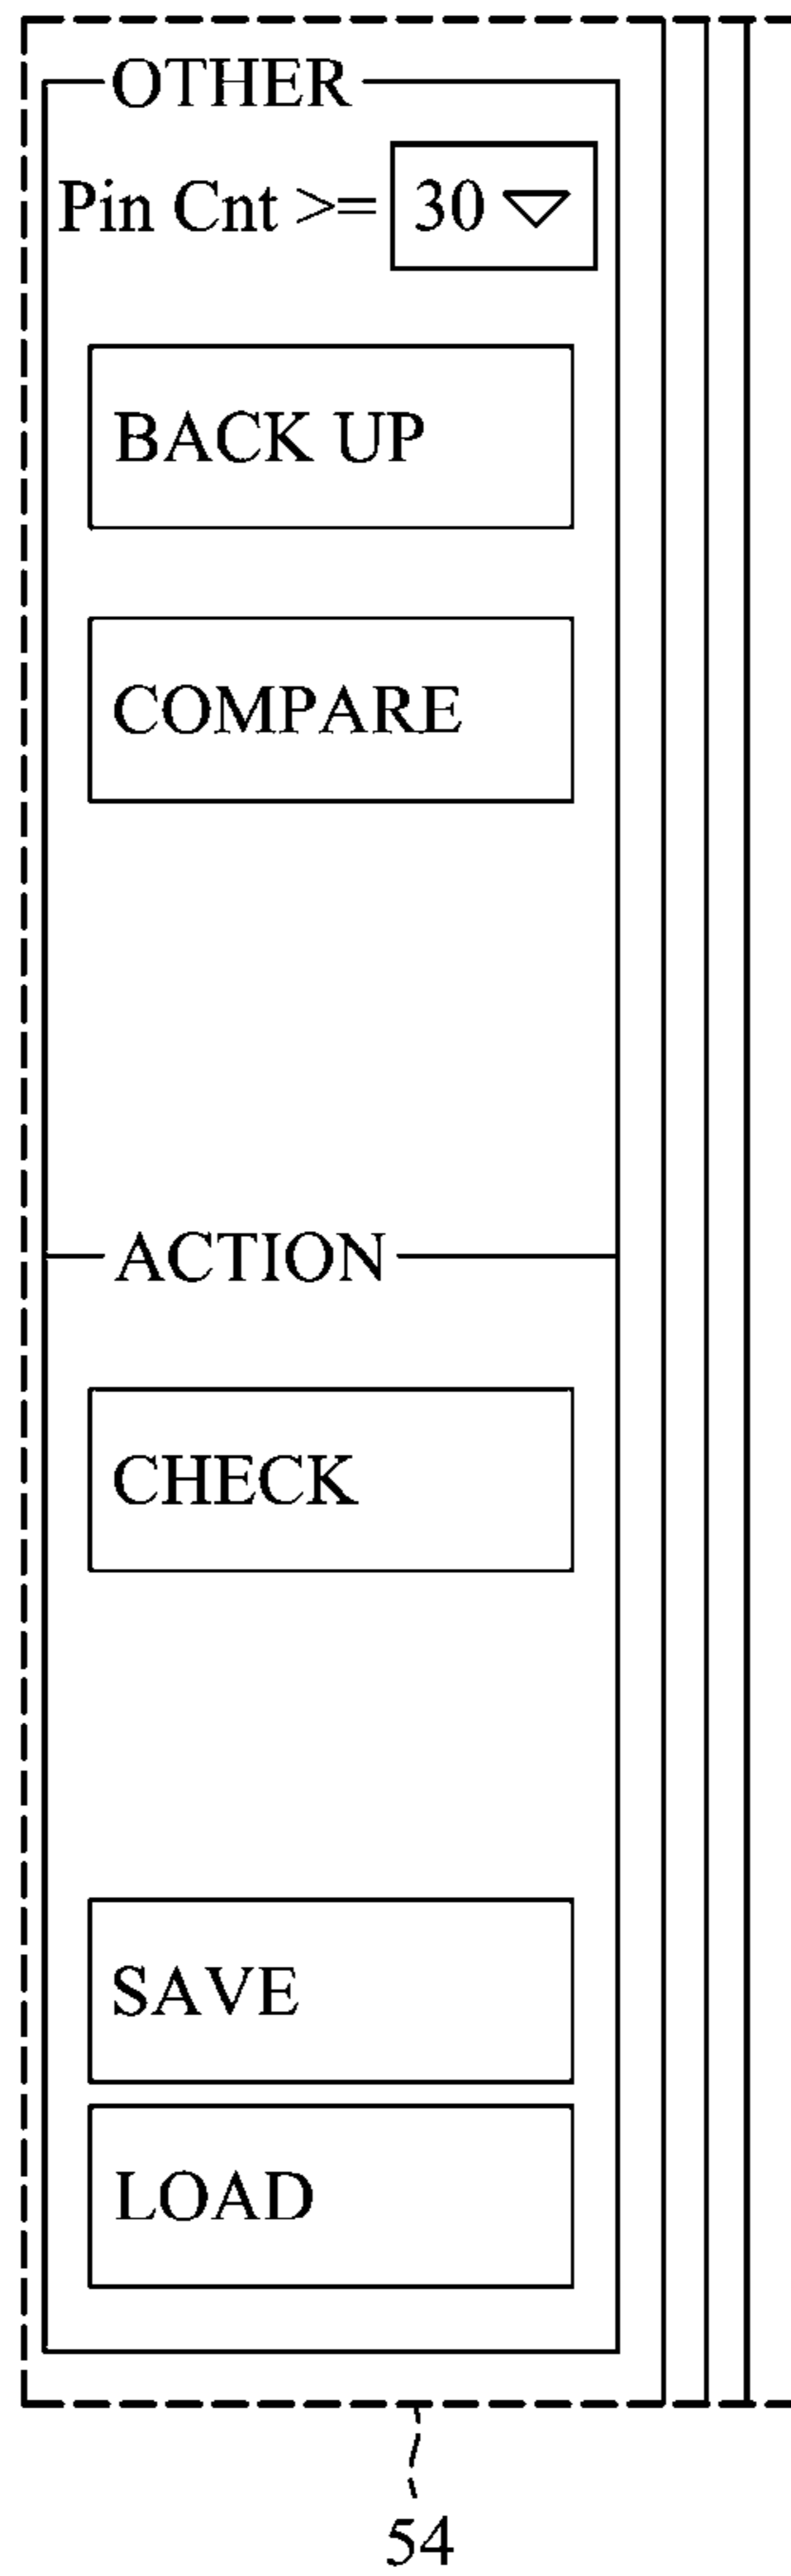 OTHER
Pin Cnt >= 30
BACK UP
COMPARE
ACTION
CHECK
SAVE
LOAD
54